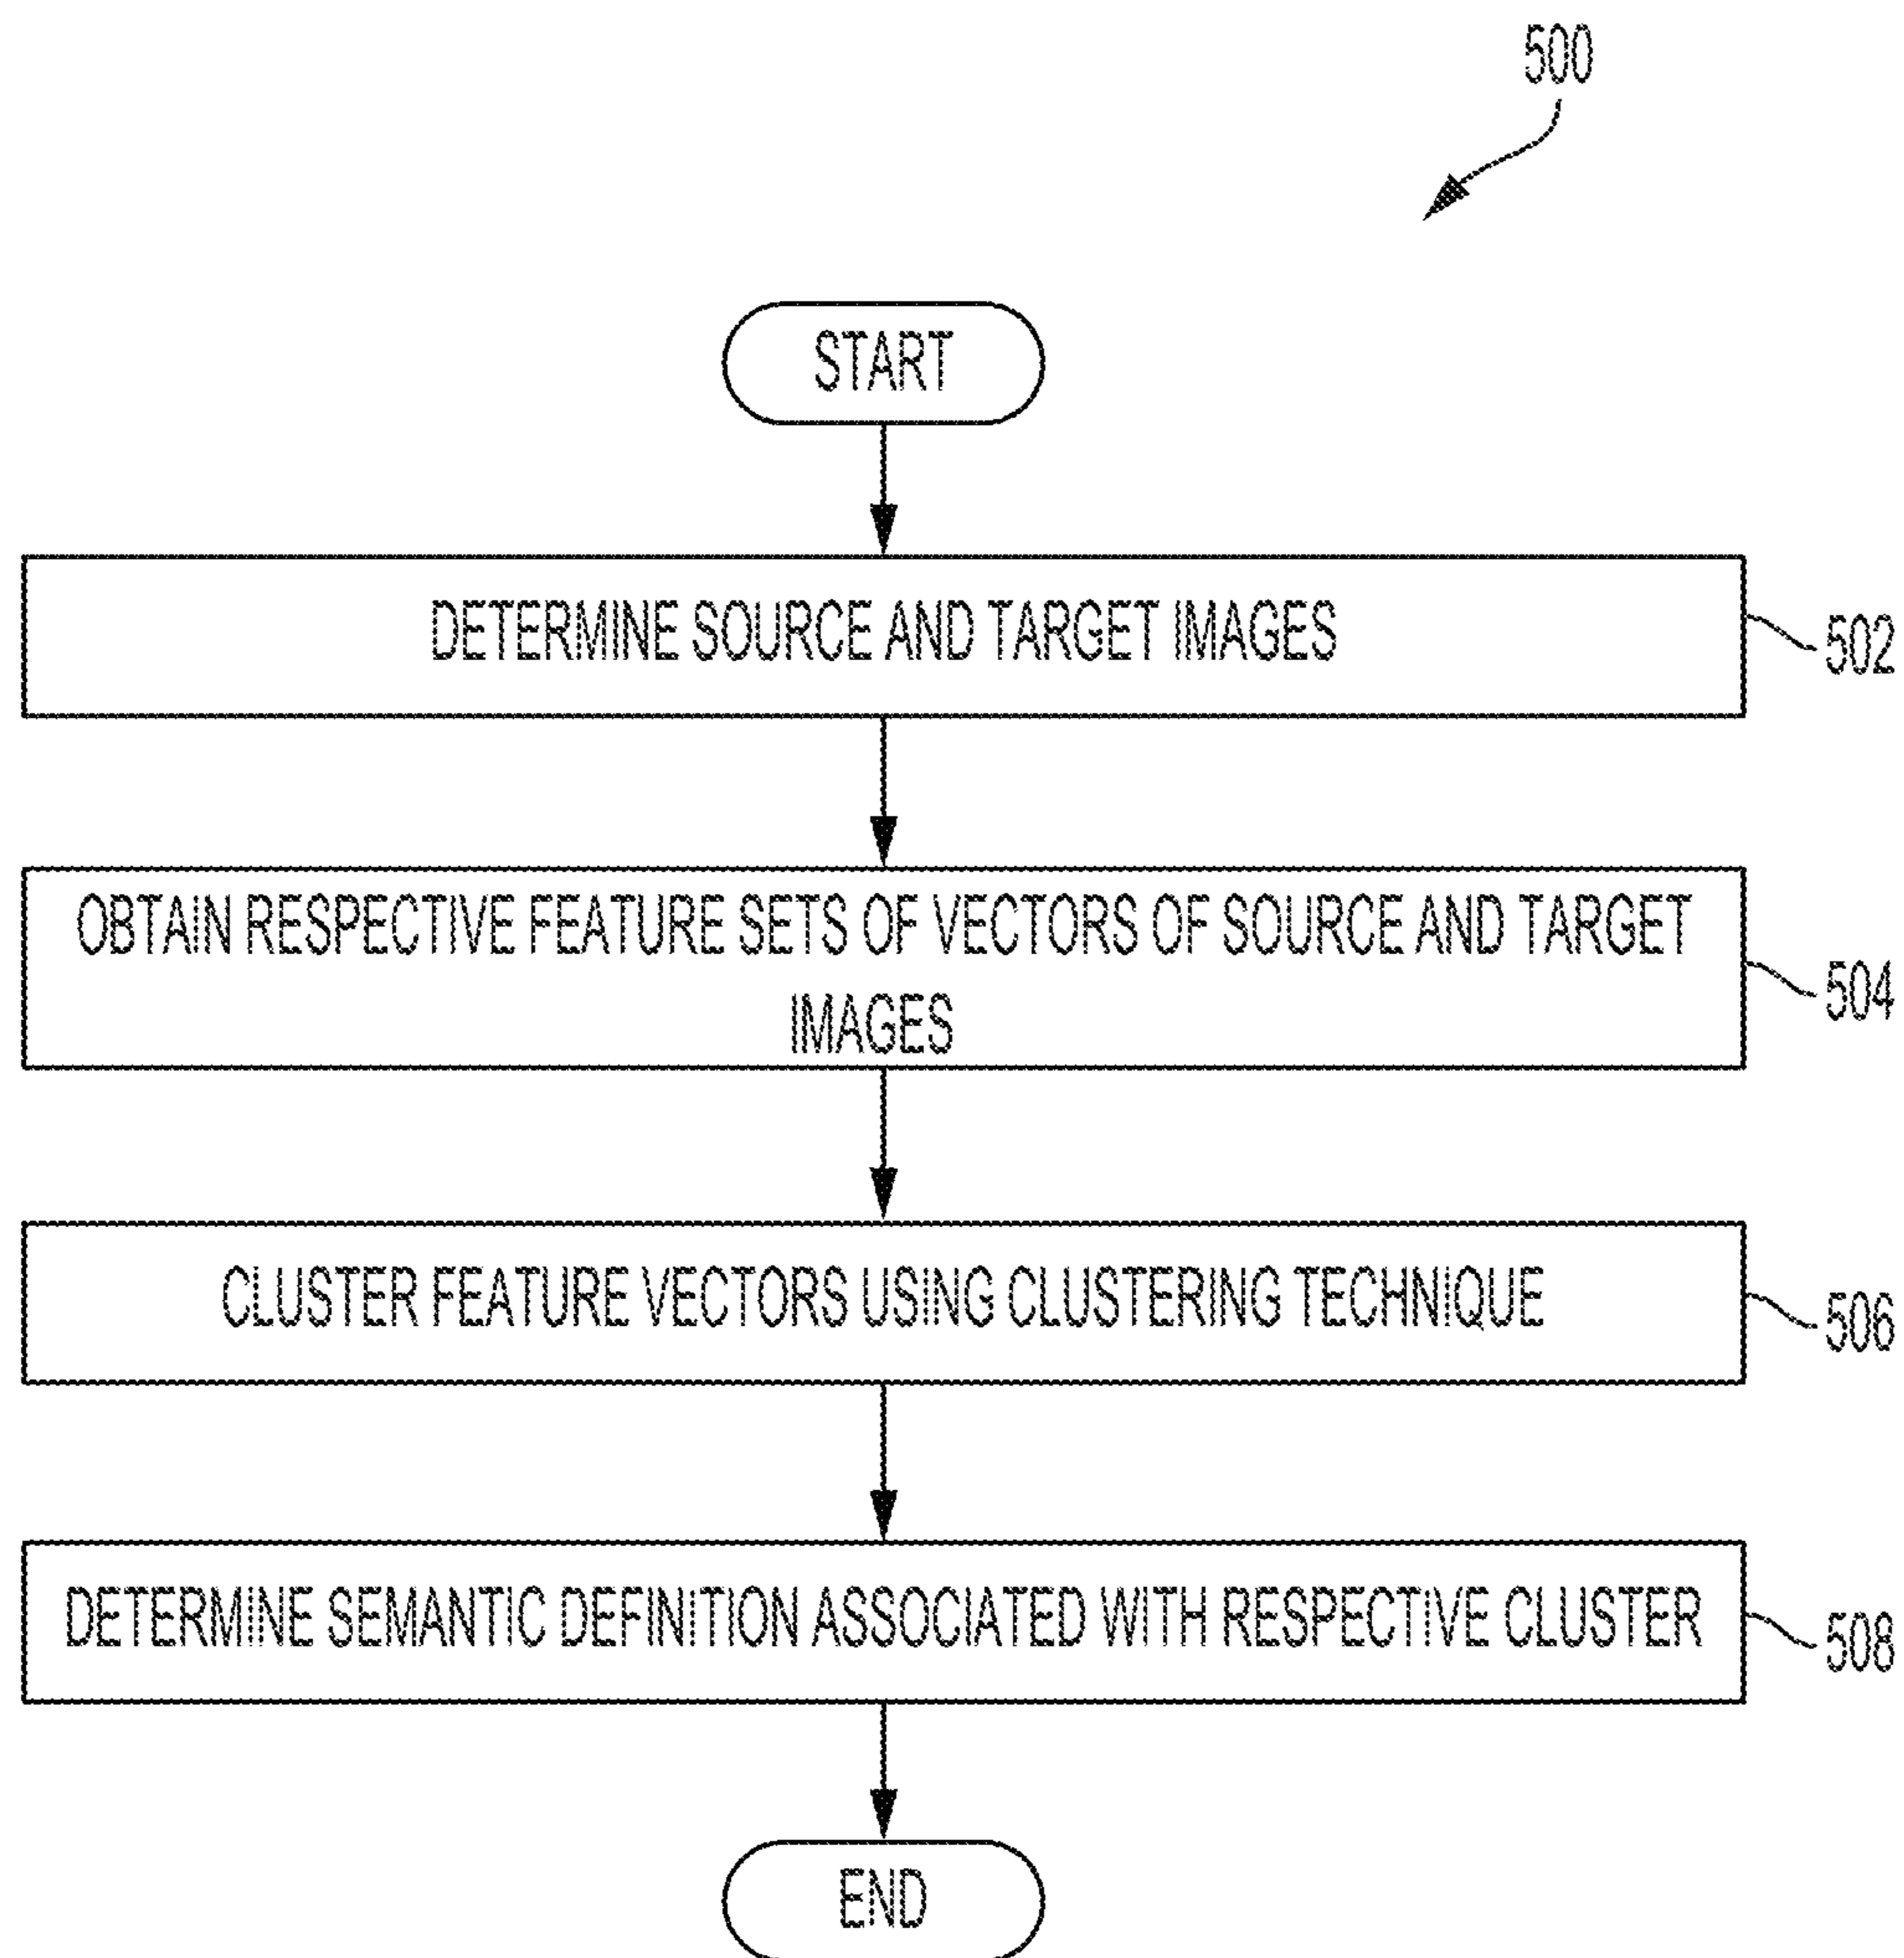 500
START
DETERMINE SOURCE AND TARGET IMAGES
502
OBTAIN RESPECTIVE FEATURE SETS OF VECTORS OF SOURCE AND TARGET
IMAGES
504
CLUSTER FEATURE VECTORS USING CLUSTERING TECHNIQUE
506
DETERMINE SEMANTIC DEFINITION ASSOCIATED WITH RESPECTIVE CLUSTER
508
END